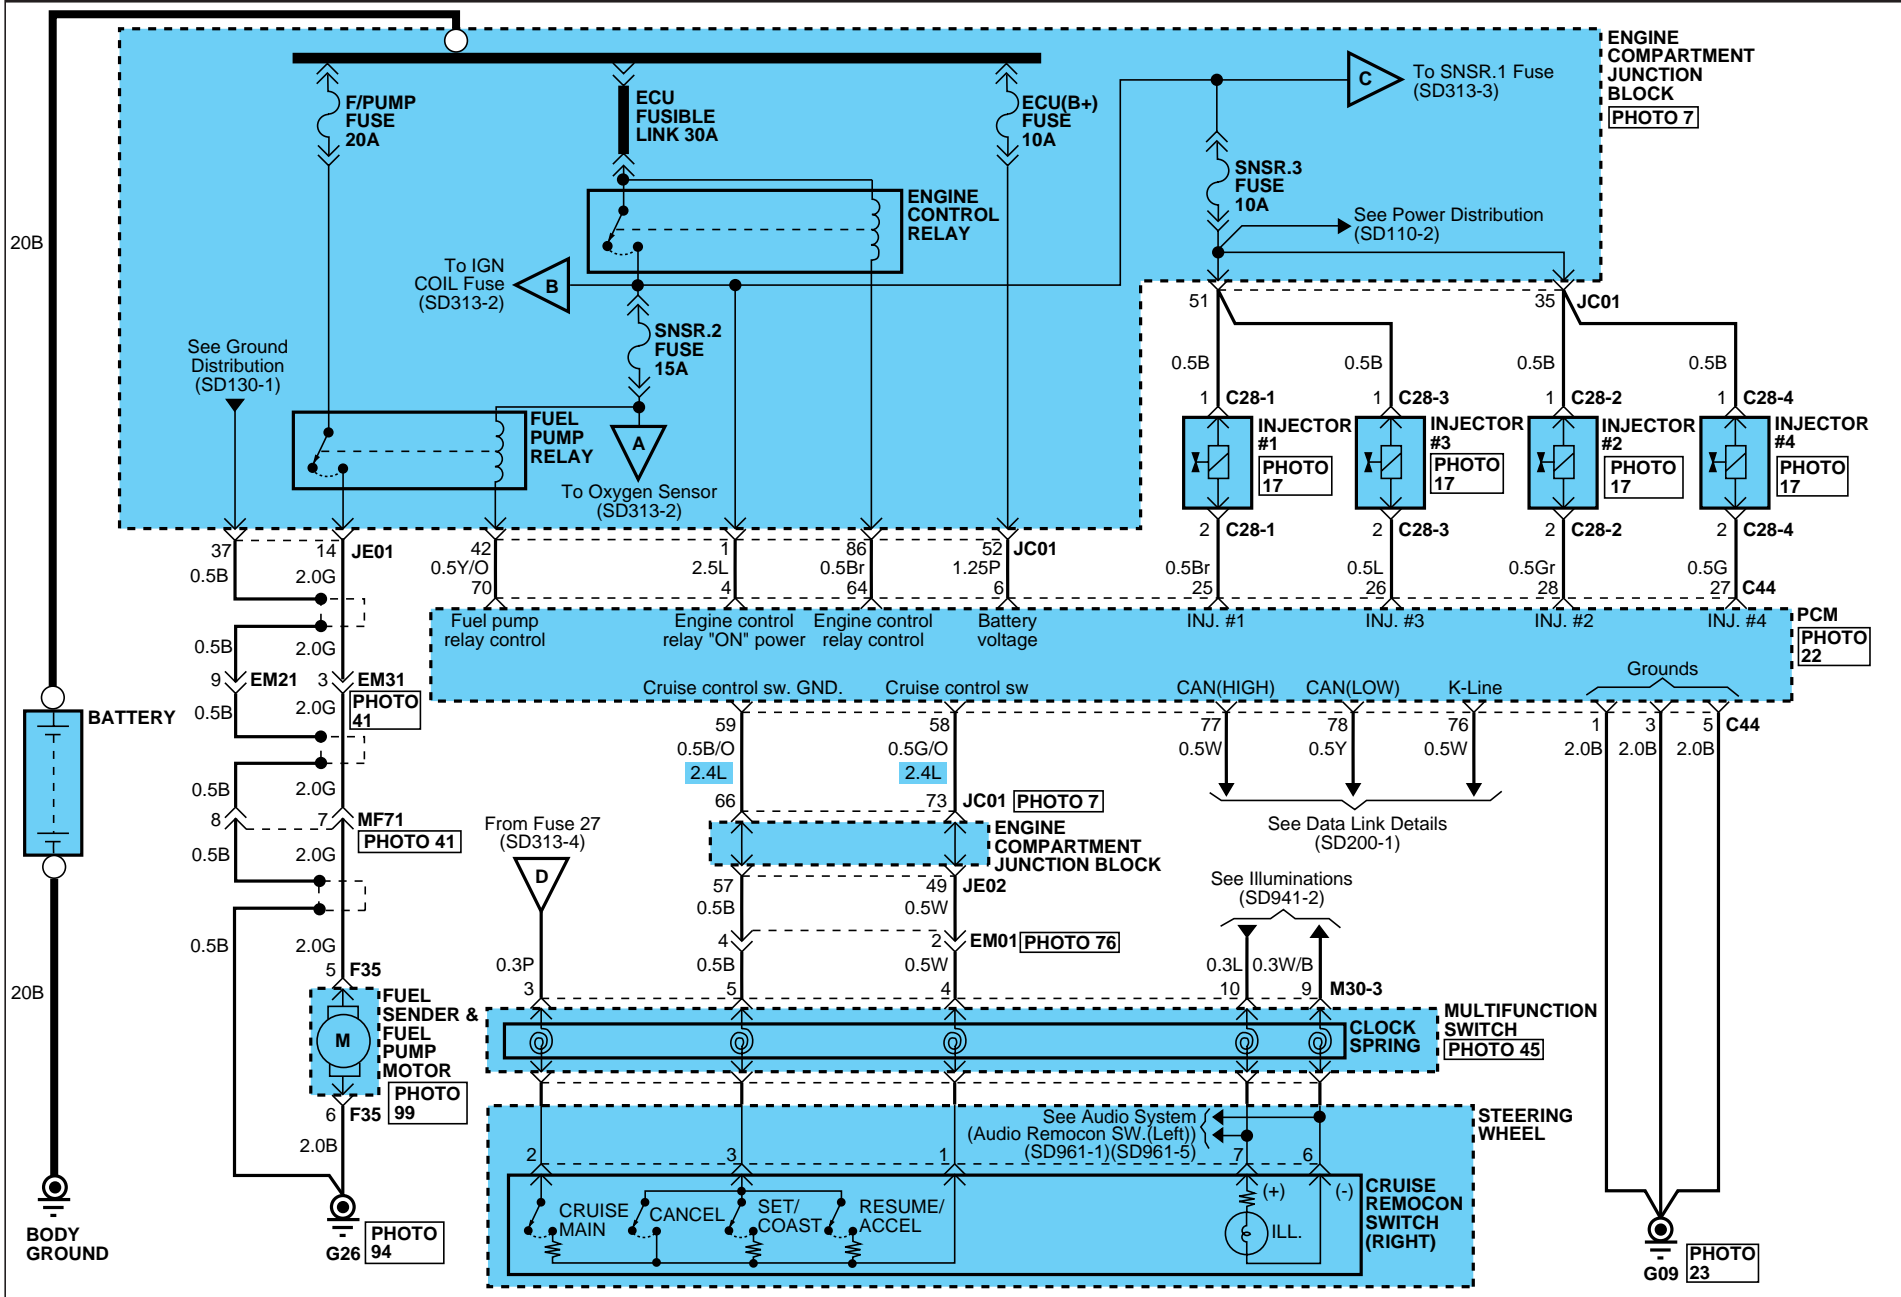 ENGINE
COMPARTMENT
JUNCTION
BLOCK
PHOTO 7
F/PUMP
FUSE
20A
ECU
FUSIBLE
LINK 30A
ECU(B+)
FUSE
10A
C
To SNSR.1 Fuse
(SD313-3)
SNSR.3
FUSE
10A
See Power Distribution
(SD110-2)
ENGINE
CONTROL
RELAY
20B
To IGN
COIL Fuse
(SD313-2)
B
SNSR.2
FUSE
15A
51
35 JC01
See Ground
Distribution
(SD130-1)
FUEL
PUMP
RELAY
A
To Oxygen Sensor
(SD313-2)
0.5B 0.5B 0.5B 0.5B
1 C28-1 1 C28-3 1 C28-2 1 C28-4
INJECTOR
#1
PHOTO
17
INJECTOR
#3
PHOTO
17
INJECTOR
#2
PHOTO
17
INJECTOR
#4
PHOTO
17
2 C28-1 2 C28-3 2 C28-2 2 C28-4
37 14 JE01 42 1 86 52 JC01
0.5B 2.0G 0.5Y/O 2.5L 0.5Br 1.25P 0.5Br 0.5L 0.5Gr 0.5G
70 4 64 6 25 26 28 27 C44
Fuel pump
relay control
Engine control
relay "ON" power
Engine control
relay control
Battery
voltage
INJ. #1 INJ. #3 INJ. #2 INJ. #4
PCM
PHOTO
22
0.5B 2.0G
9 EM21 3 EM31
PHOTO
41
0.5B 2.0G
Cruise control sw. GND. Cruise control sw CAN(HIGH) CAN(LOW) K-Line Grounds
BATTERY
59 58 77 78 76 1 3 5 C44
0.5B/O 0.5G/O 0.5W 0.5Y 0.5W 2.0B 2.0B 2.0B
2.4L 2.4L
0.5B 2.0G
66 73 JC01 PHOTO 7
8 7 MF71
PHOTO 41
0.5B 2.0G
From Fuse 27
(SD313-4)
D
ENGINE
COMPARTMENT
JUNCTION BLOCK
See Data Link Details
(SD200-1)
57 49 JE02
0.5B 0.5W
See Illuminations
(SD941-2)
4 2 EM01 PHOTO 76
0.5B 2.0G
0.3P 0.5B 0.5W 0.3L 0.3W/B
5 F35
3 5 4 10 9 M30-3
20B
FUEL
SENDER &
FUEL
PUMP
MOTOR
PHOTO
99
M
CLOCK
SPRING
MULTIFUNCTION
SWITCH
PHOTO 45
6 F35
2.0B
See Audio System
(Audio Remocon SW.(Left))
(SD961-1)(SD961-5)
STEERING
WHEEL
2 3 1 7 6
CRUISE
MAIN
CANCEL
SET/
COAST
RESUME/
ACCEL
(+) (-)
ILL.
CRUISE
REMOCON
SWITCH
(RIGHT)
BODY
GROUND
G26 PHOTO
94
G09 PHOTO
23